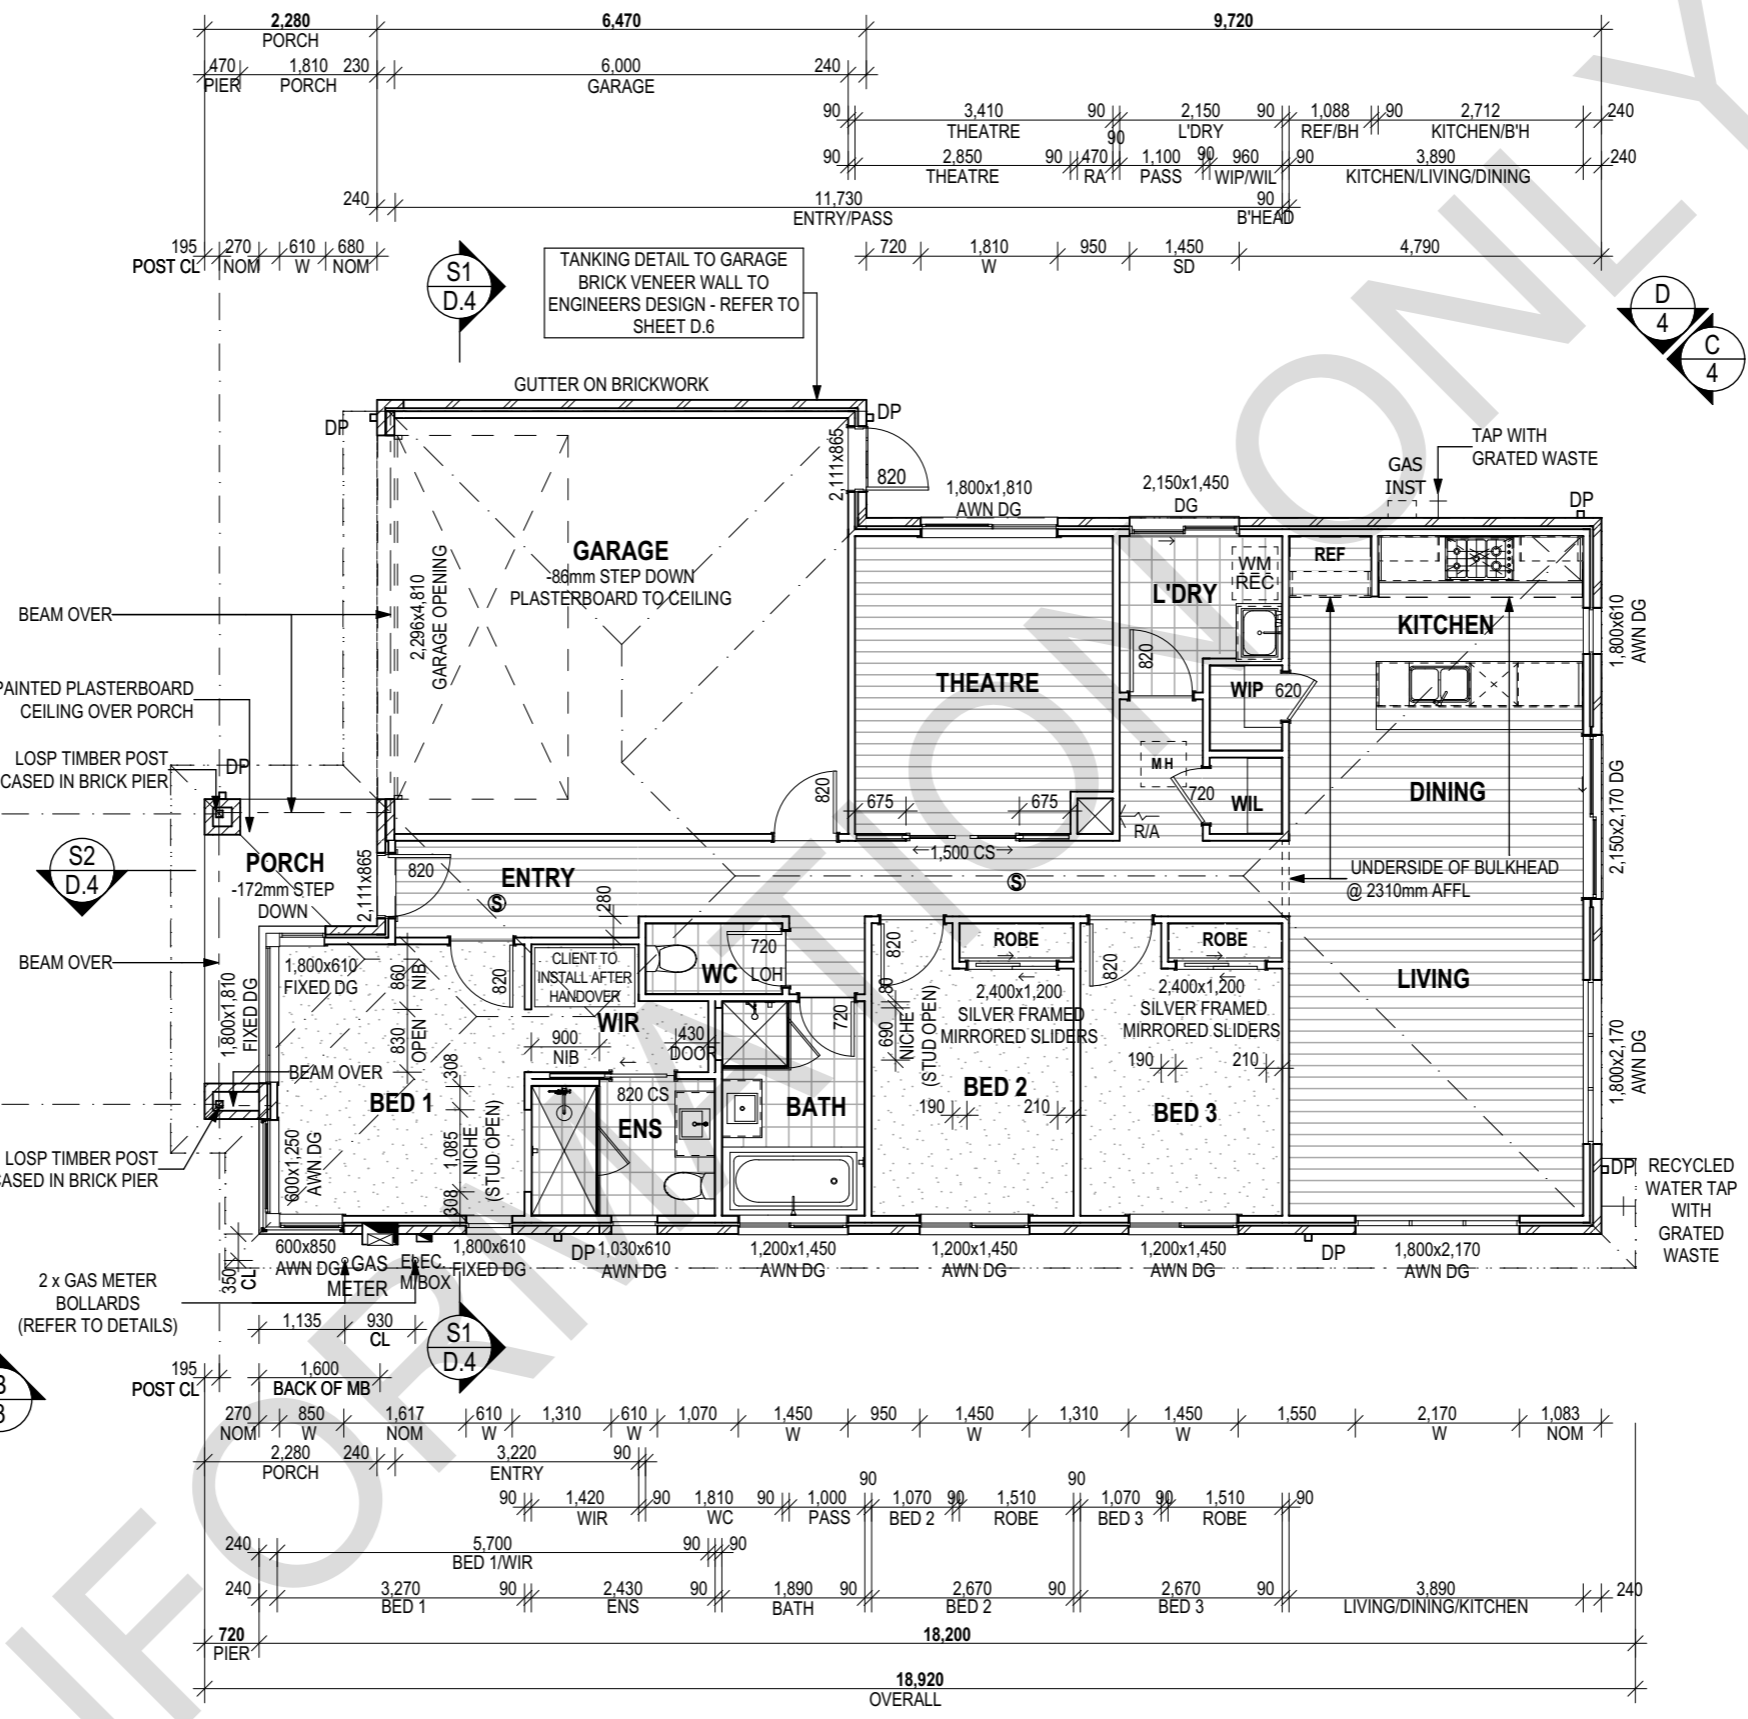 2,280
PORCH
6,470
9,720
470
PIER
1,810
PORCH
230
6,000
GARAGE
240
90
3,410
THEATRE
90
90
2,150
L'DRY
90
1,088
REF/BH
90
2,712
KITCHEN/B'H
240
90
2,850
THEATRE
90
470
RA
1,100
PASS
90
960
WIP/WIL
90
3,890
KITCHEN/LIVING/DINING
240
240
11,730
ENTRY/PASS
90
B'HEAD
195
POST CL
270
NOM
610
W
680
NOM
720
1,810
W
950
1,450
SD
4,790
S1
D.4
TANKING DETAIL TO GARAGE
BRICK VENEER WALL TO
ENGINEERS DESIGN - REFER TO
SHEET D.6
D
4
C
4
GUTTER ON BRICKWORK
DP
DP
2,111x865
820
1,800x1,810
AWN DG
2,150x1,450
DG
GAS
INST
TAP WITH
GRATED WASTE
DP
GARAGE
-86mm STEP DOWN
PLASTERBOARD TO CEILING
2,296x4,810
GARAGE OPENING
BEAM OVER
REF
WM
REC
L'DRY
KITCHEN
1,800x610
AWN DG
820
THEATRE
WIP
620
PAINTED PLASTERBOARD
CEILING OVER PORCH
LOSP TIMBER POST
CASED IN BRICK PIER
DP
820
675
675
MH
720
WIL
R/A
DINING
2,150x2,170 DG
S2
D.4
PORCH
-172mm STEP
DOWN
2,111x865
820
ENTRY
S
280
1,500 CS
S
UNDERSIDE OF BULKHEAD
@ 2310mm AFFL
BEAM OVER
1,800x610
FIXED DG
1,800x1,810
FIXED DG
860
NIB
830
OPEN
820
CLIENT TO
INSTALL AFTER
HANDOVER
WC
720
LOH
820
ROBE
820
ROBE
LIVING
WIR
900
NIB
430
DOOR
720
80
690
NICHE
(STUD OPEN)
2,400x1,200
SILVER FRAMED
MIRRORED SLIDERS
2,400x1,200
SILVER FRAMED
MIRRORED SLIDERS
1,800x2,170
AWN DG
BEAM OVER
308
BED 1
820 CS
BATH
BED 2
190
210
190
210
BED 3
ENS
LOSP TIMBER POST
CASED IN BRICK PIER
600x1,250
AWN DG
1,085
NICHE
(STUD OPEN)
308
DP
RECYCLED
WATER TAP
WITH
GRATED
WASTE
350
CL
600x850
AWN DG
GAS
METER
ELEC.
M/BOX
1,800x610
FIXED DG
DP
1,030x610
AWN DG
1,200x1,450
AWN DG
1,200x1,450
AWN DG
1,200x1,450
AWN DG
DP
1,800x2,170
AWN DG
2 x GAS METER
BOLLARDS
(REFER TO DETAILS)
1,135
930
CL
S1
D.4
195
POST CL
1,600
BACK OF MB
270
NOM
850
W
1,617
NOM
610
W
1,310
610
W
1,070
1,450
W
950
1,450
W
1,310
1,450
W
1,550
2,170
W
1,083
NOM
2,280
PORCH
240
3,220
ENTRY
90
90
1,420
WIR
90
1,810
WC
90
1,000
PASS
90
1,070
BED 2
90
1,510
ROBE
90
1,070
BED 3
90
1,510
ROBE
90
240
5,700
BED 1/WIR
90
90
240
3,270
BED 1
90
2,430
ENS
90
1,890
BATH
90
2,670
BED 2
90
2,670
BED 3
90
3,890
LIVING/DINING/KITCHEN
240
720
PIER
18,200
18,920
OVERALL
FORMATION ONLY